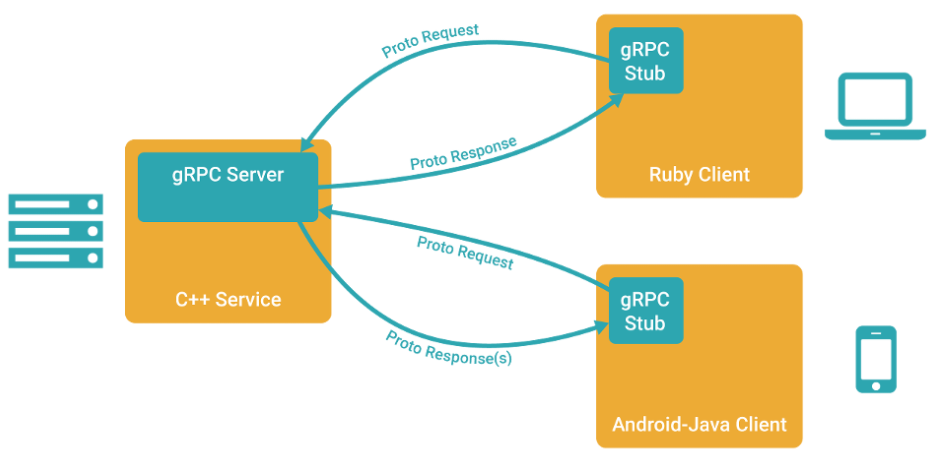 Proto Request
gRPC
Stub
Proto Response
Ruby Client
gRPC Server
C++ Service
Proto Request
gRPC
Stub
Proto Response(s)
Android-Java Client